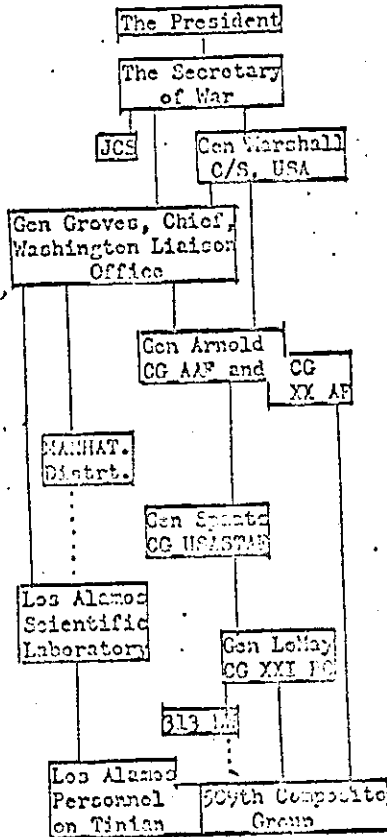 The President
The Secretary
of War
JCS
Gen Marshall
C/S, USA
Gen Groves, Chief,
Washington Liaison
Office
Gen Arnold
CG AAF and
CG
XX AF
MANHAT.
Distrt.
Gen Spaatz
CG USASTAF
Los Alamos
Scientific
Laboratory
Gen LeMay
CG XXI BC
313
Los Alamos
Personnel
on Tinian
509th Composite
Group